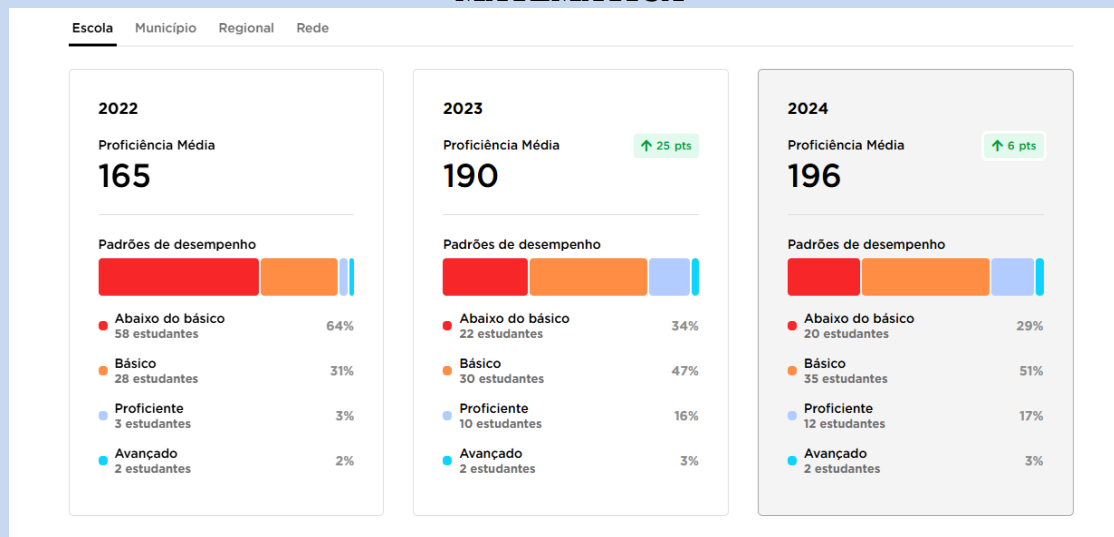 Escola Município Regional Rede
2022
Proficiência Média
165
Padrões de desempenho
Abaixo do básico
58 estudantes
64%
Básico
28 estudantes
31%
Proficiente
3 estudantes
3%
Avançado
2 estudantes
2%
2023
Proficiência Média
↑ 25 pts
190
Padrões de desempenho
Abaixo do básico
22 estudantes
34%
Básico
30 estudantes
47%
Proficiente
10 estudantes
16%
Avançado
2 estudantes
3%
2024
Proficiência Média
↑ 6 pts
196
Padrões de desempenho
Abaixo do básico
20 estudantes
29%
Básico
35 estudantes
51%
Proficiente
12 estudantes
17%
Avançado
2 estudantes
3%